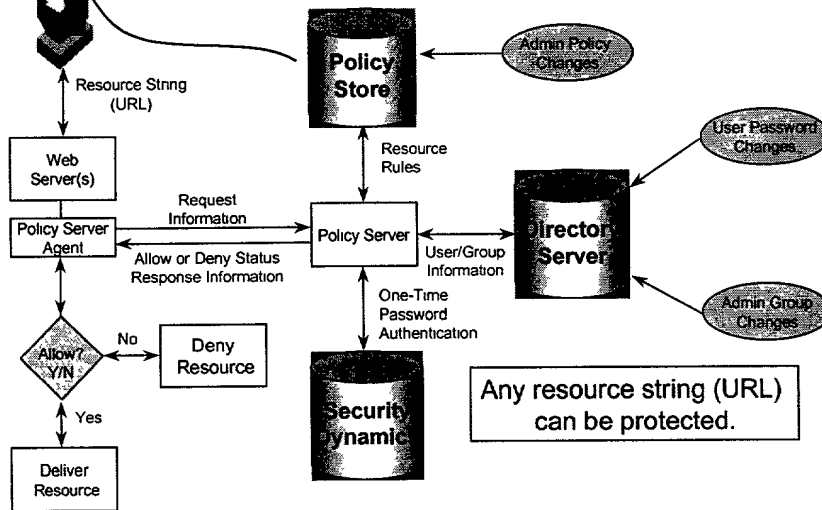 Policy
Store
Admin Policy
Changes
Resource String
(URL)
User Password
Changes
Web
Server(s)
Resource
Rules
Request
Information
Policy Server
Agent
Policy Server
Directory
Server
Allow or Deny Status
Response Information
User/Group
Information
One-Time
Password
Authentication
Admin Group
Changes
Allow?
Y/N
No
Deny
Resource
Any resource string (URL)
can be protected.
Security
Dynamic
Yes
Deliver
Resource